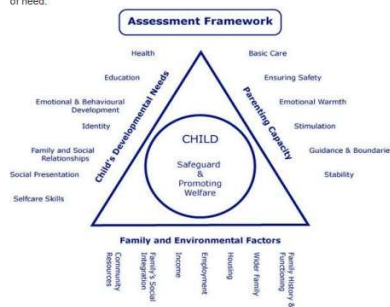 of need.
Assessment Framework
Health
Education
Emotional & Behavioural
Development
Identity
Family and Social
Relationships
Social Presentation
Selfcare Skills
Child's Developmental Needs
Basic Care
Ensuring Safety
Emotional Warmth
Stimulation
Guidance & Boundarie
Stability
Parenting Capacity
CHILD
Safeguard
&
Promoting
Welfare
Family and Environmental Factors
Community
Resources
Family's Social
Integration
Income
Employment
Housing
Wider Family
Family History &
Functioning